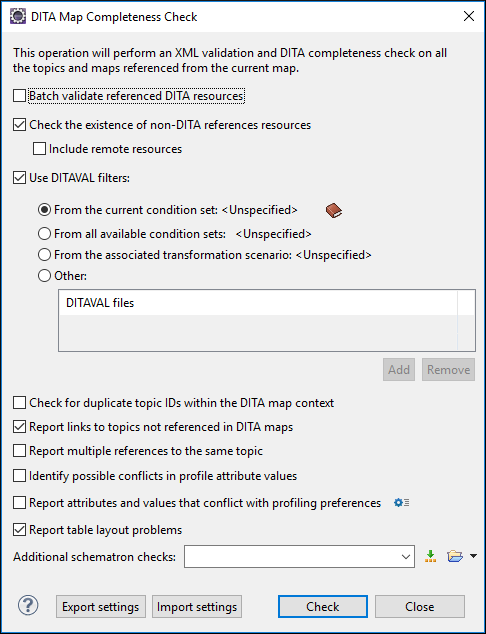 DITA Map Completeness Check
This operation will perform an XML validation and DITA completeness check on all
the topics and maps referenced from the current map.
Batch validate referenced DITA resources
Check the existence of non-DITA references resources
Include remote resources
Use DITAVAL filters:
From the current condition set: <Unspecified>
From all available condition sets: <Unspecified>
From the associated transformation scenario: <Unspecified>
Other:
DITAVAL files
Add Remove
Check for duplicate topic IDs within the DITA map context
Report links to topics not referenced in DITA maps
Report multiple references to the same topic
Identify possible conflicts in profile attribute values
Report attributes and values that conflict with profiling preferences
Report table layout problems
Additional schematron checks:
? Export settings Import settings Check Close